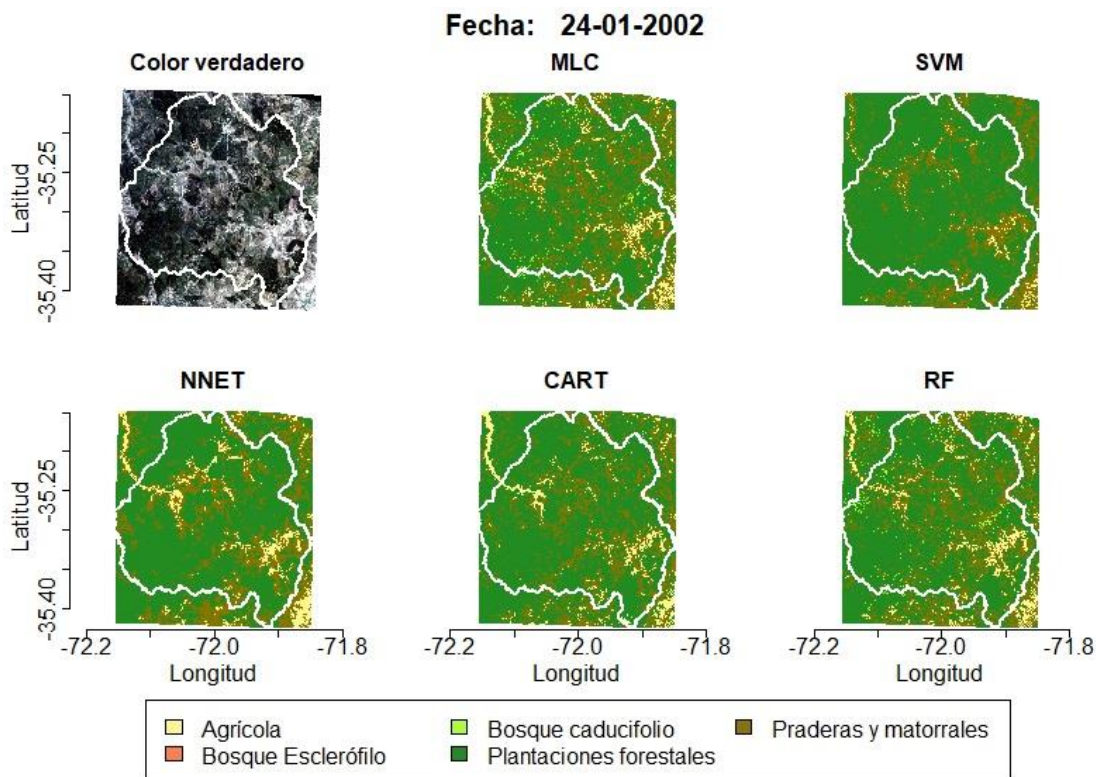 Fecha: 24-01-2002
Color verdadero MLC SVM
Latitud
-35.25
-35.40
NNET CART RF
Latitud
-35.25
-35.40
-72.2 -72.0 -71.8 -72.2 -72.0 -71.8 -72.2 -72.0 -71.8
Longitud Longitud Longitud
Agrícola Bosque caducifolio Praderas y matorrales
Bosque Esclerófilo Plantaciones forestales